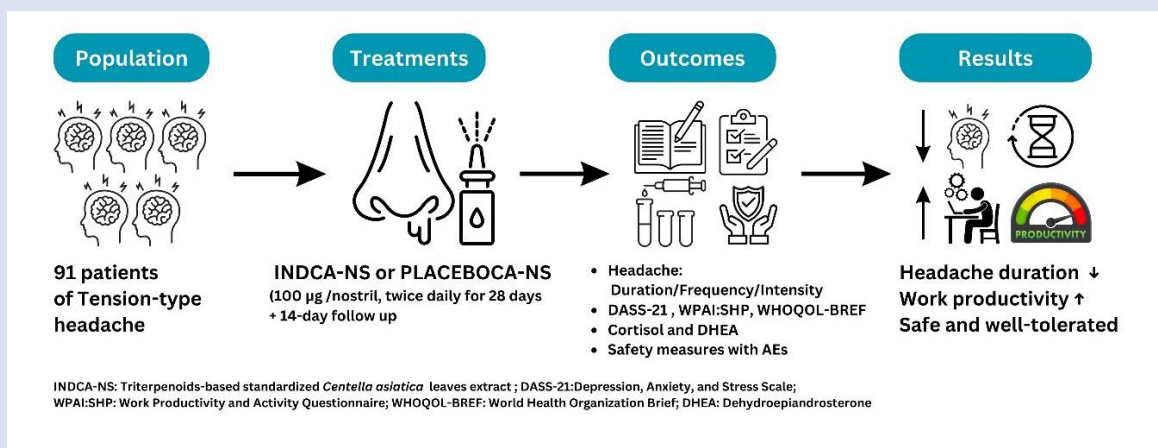 Population
Treatments
Outcomes
Results
PRODUCTIVITY
91 patients
of Tension-type
headache
INDCA-NS or PLACEBOCA-NS
(100 µg /nostril, twice daily for 28 days
+ 14-day follow up
• Headache:
Duration/Frequency/Intensity
• DASS-21 , WPAI:SHP, WHOQOL-BREF
• Cortisol and DHEA
• Safety measures with AEs
Headache duration ↓
Work productivity ↑
Safe and well-tolerated
INDCA-NS: Triterpenoids-based standardized Centella asiatica leaves extract ; DASS-21:Depression, Anxiety, and Stress Scale;
WPAI:SHP: Work Productivity and Activity Questionnaire; WHOQOL-BREF: World Health Organization Brief; DHEA: Dehydroepiandrosterone